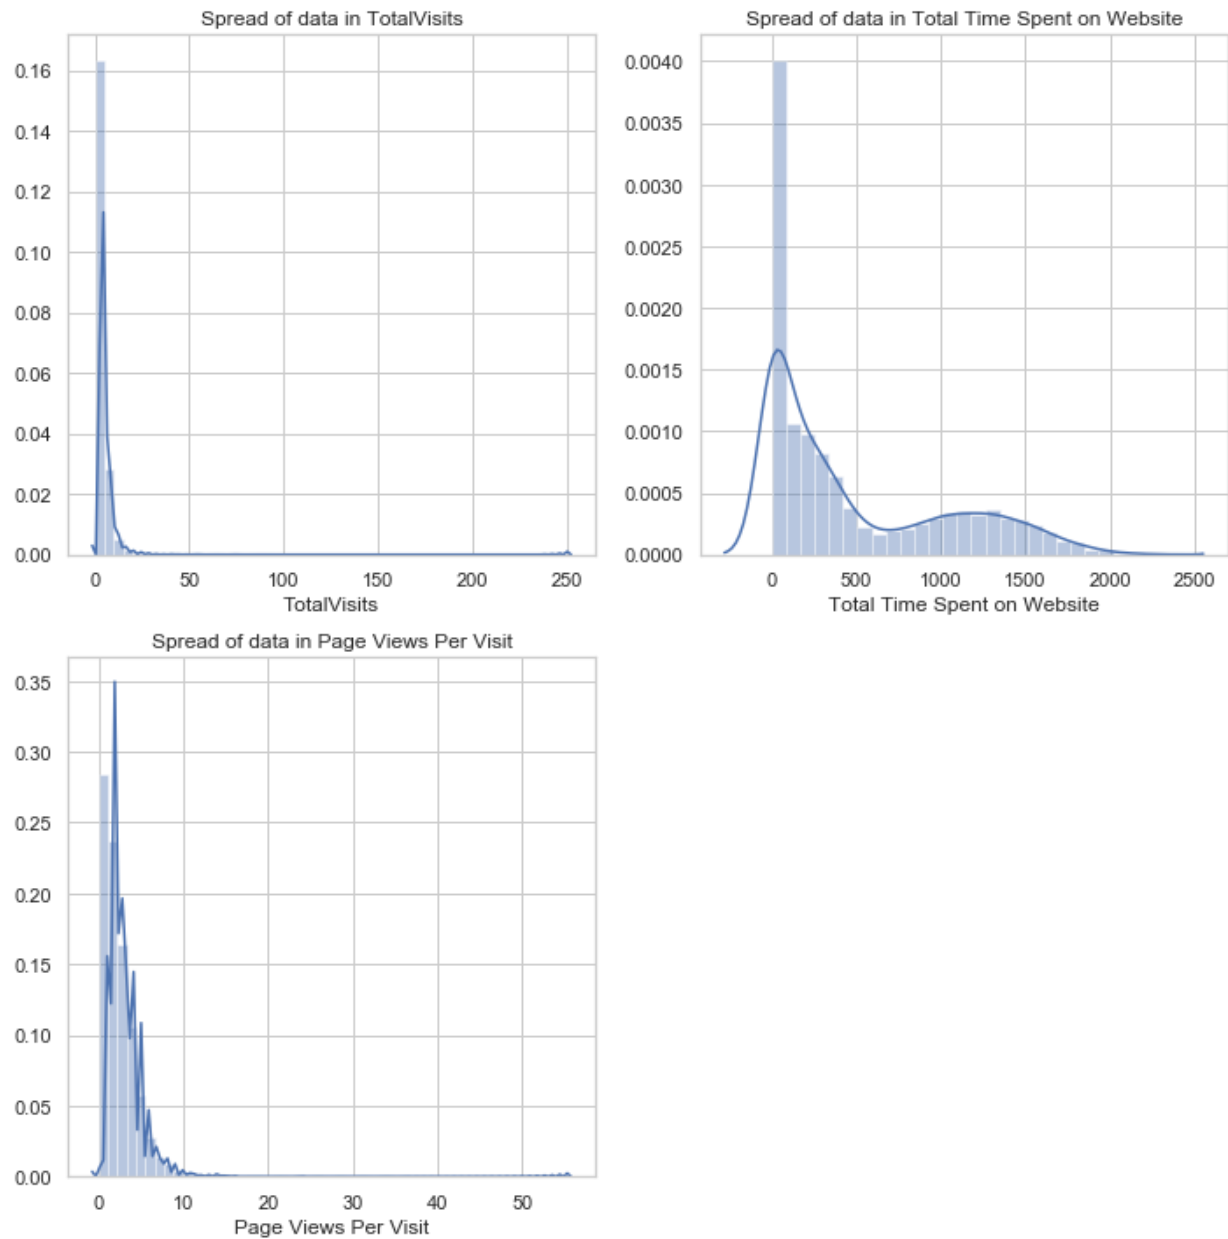 Spread of data in TotalVisits
0.16
0.14
0.12
0.10
0.08
0.06
0.04
0.02
0.00
0 50 100 150 200 250
TotalVisits
Spread of data in Total Time Spent on Website
0.0040
0.0035
0.0030
0.0025
0.0020
0.0015
0.0010
0.0005
0.0000
0 500 1000 1500 2000 2500
Total Time Spent on Website
Spread of data in Page Views Per Visit
0.35
0.30
0.25
0.20
0.15
0.10
0.05
0.00
0 10 20 30 40 50
Page Views Per Visit